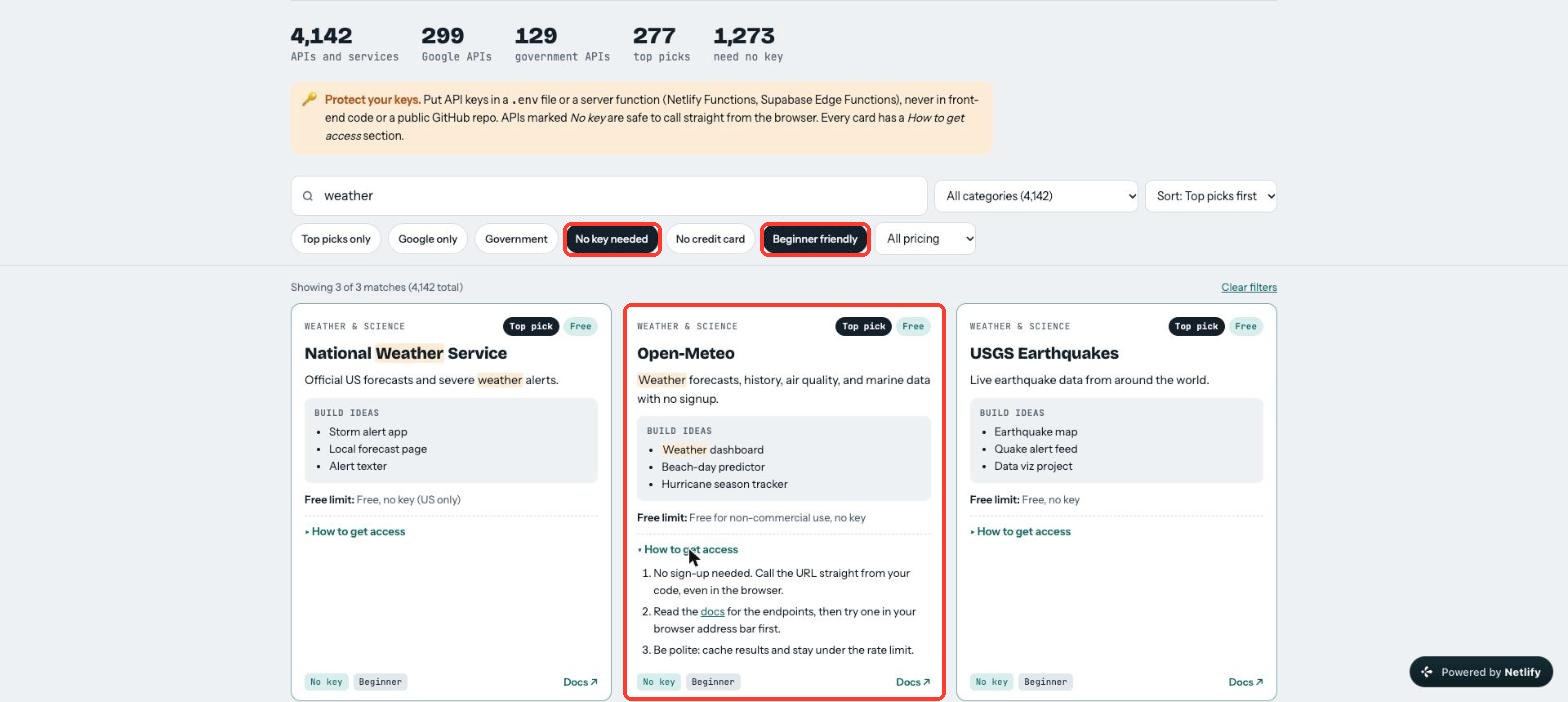 4,142
APIs and services
299
Google APIs
129
government APIs
277
top picks
1,273
need no key
Protect your keys. Put API keys in a .env file or a server function (Netlify Functions, Supabase Edge Functions), never in front-
end code or a public GitHub repo. APIs marked No key are safe to call straight from the browser. Every card has a How to get
access section.
weather
All categories (4,142)
Sort: Top picks first
Top picks only
Google only
Government
No key needed
No credit card
Beginner friendly
All pricing
Showing 3 of 3 matches (4,142 total)
Clear filters
WEATHER & SCIENCE
Top pick
Free
National Weather Service
Official US forecasts and severe weather alerts.
BUILD IDEAS
• Storm alert app
• Local forecast page
• Alert texter
Free limit: Free, no key (US only)
▸ How to get access
No key
Beginner
Docs ↗
WEATHER & SCIENCE
Top pick
Free
Open-Meteo
Weather forecasts, history, air quality, and marine data
with no signup.
BUILD IDEAS
• Weather dashboard
• Beach-day predictor
• Hurricane season tracker
Free limit: Free for non-commercial use, no key
▾ How to get access
1. No sign-up needed. Call the URL straight from your
code, even in the browser.
2. Read the docs for the endpoints, then try one in your
browser address bar first.
3. Be polite: cache results and stay under the rate limit.
No key
Beginner
Docs ↗
WEATHER & SCIENCE
Top pick
Free
USGS Earthquakes
Live earthquake data from around the world.
BUILD IDEAS
• Earthquake map
• Quake alert feed
• Data viz project
Free limit: Free, no key
▸ How to get access
No key
Beginner
Docs ↗
Powered by Netlify